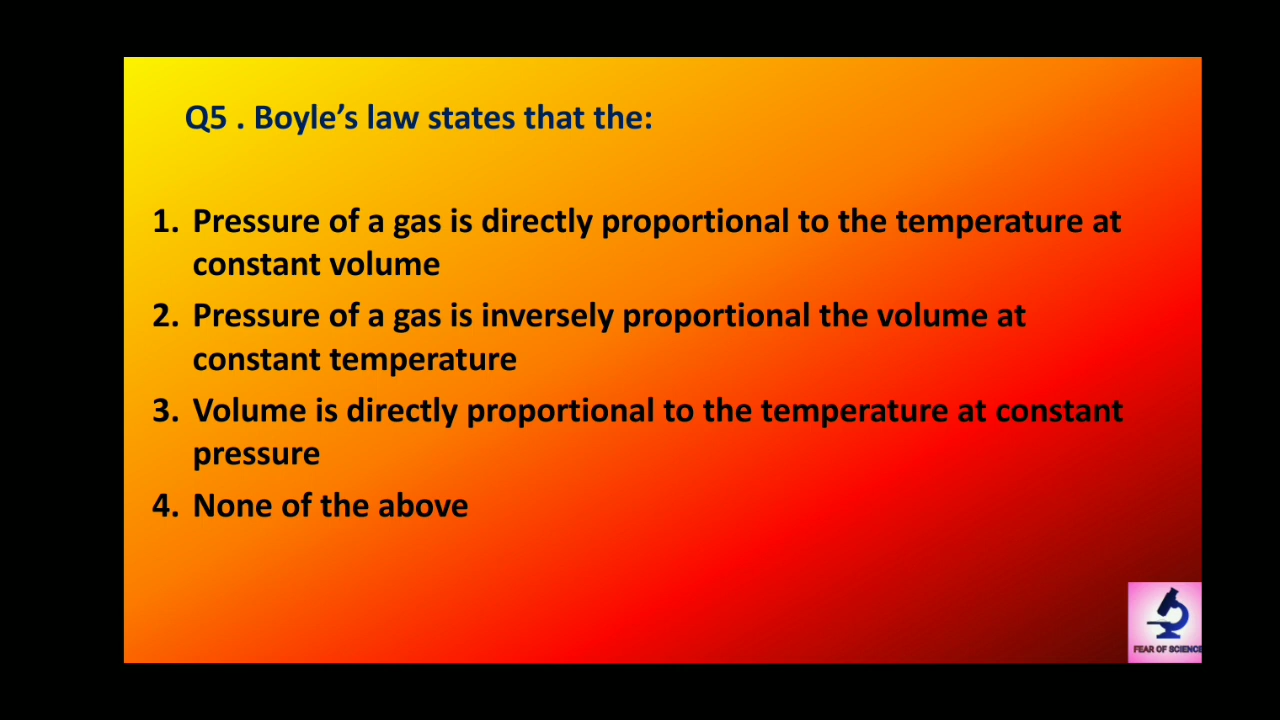 Q5 . Boyle’s law states that the:
1. Pressure of a gas is directly proportional to the temperature at
constant volume
2. Pressure of a gas is inversely proportional the volume at
constant temperature
3. Volume is directly proportional to the temperature at constant
pressure
4. None of the above
FEAR OF SCIENCE